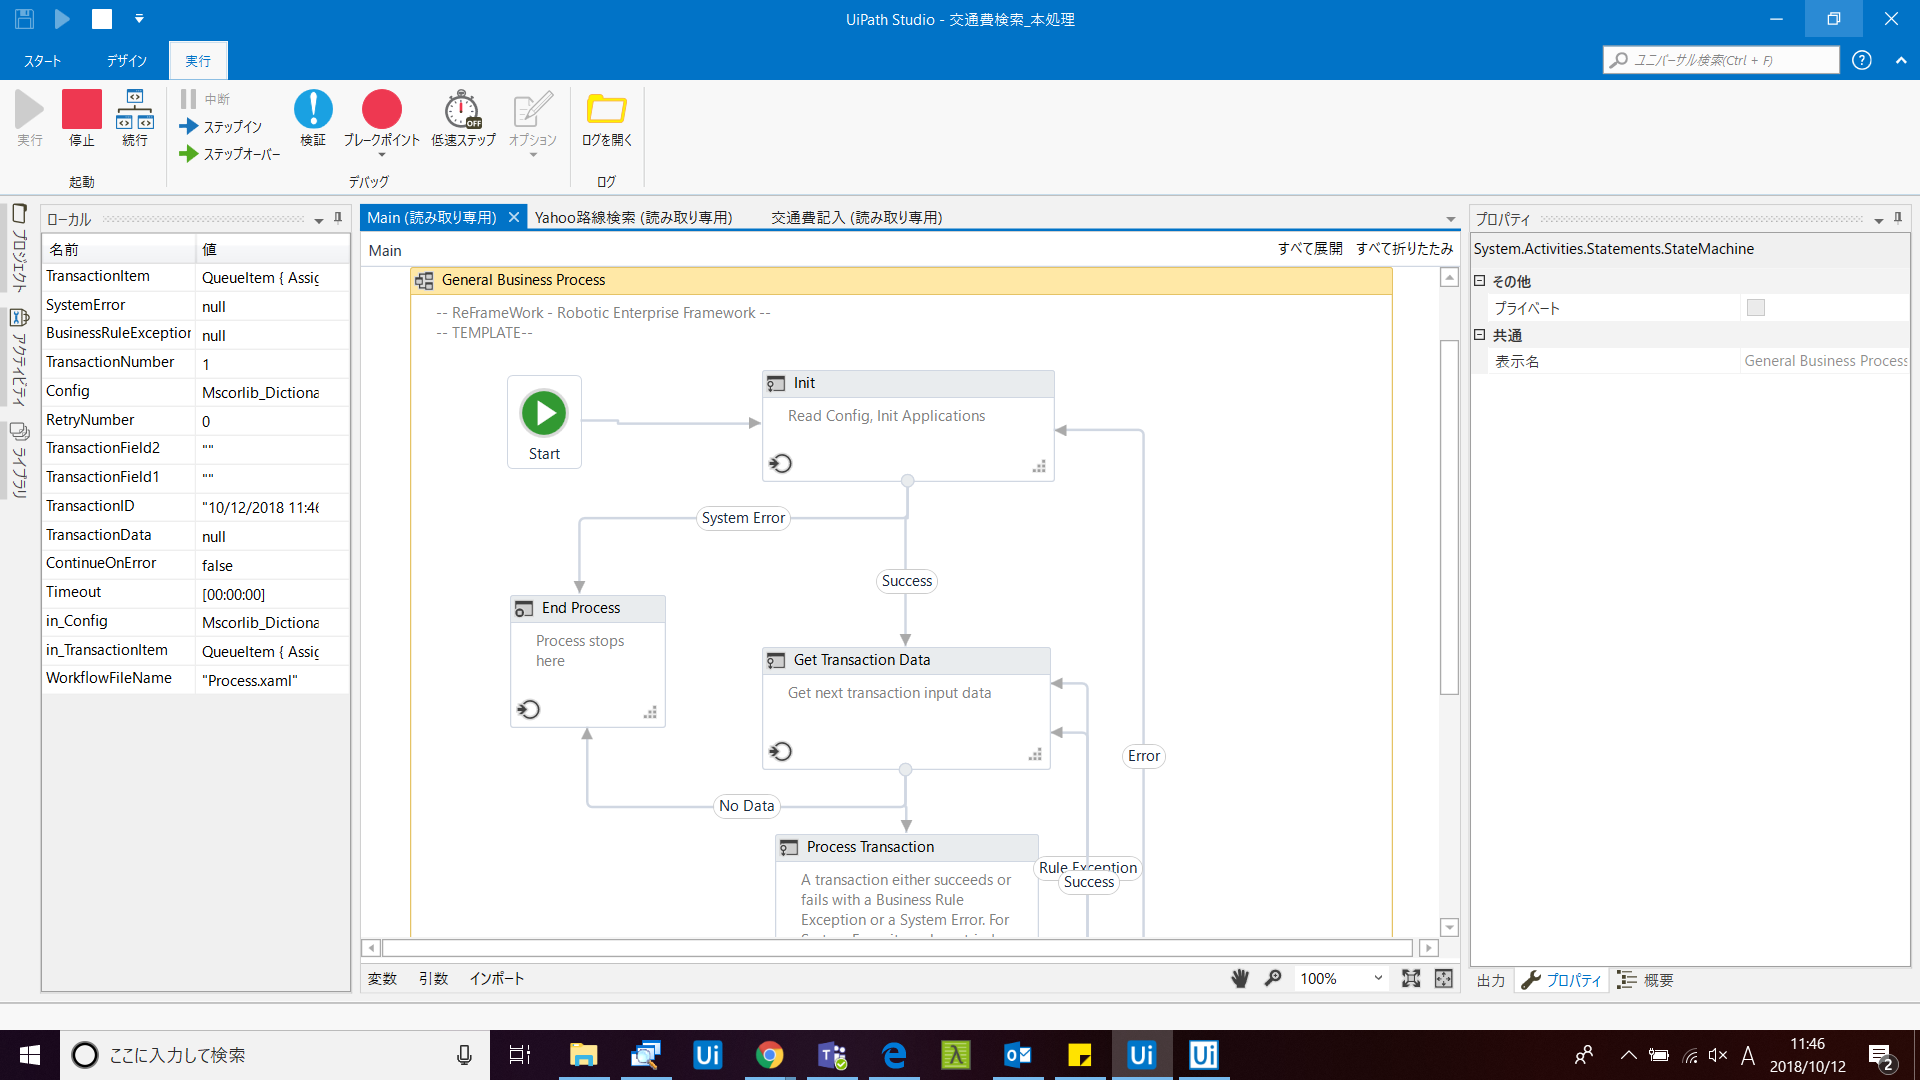 UiPath Studio - 交通費検索_本処理
スタート
デザイン
実行
ユニバーサル検索(Ctrl + F)
実行
停止
続行
起動
中断
ステップイン
ステップオーバー
検証
ブレークポイント
低速ステップ
OFF
オプション
デバッグ
ログを開く
ログ
プロジェクト
アクティビティ
ライブラリ
ローカル
名前 値
TransactionItem QueueItem { Assig
SystemError null
BusinessRuleException null
TransactionNumber 1
Config Mscorlib_Dictiona
RetryNumber 0
TransactionField2 ""
TransactionField1 ""
TransactionID "10/12/2018 11:46
TransactionData null
ContinueOnError false
Timeout [00:00:00]
in_Config Mscorlib_Dictiona
in_TransactionItem QueueItem { Assig
WorkflowFileName "Process.xaml"
Main (読み取り専用)
Yahoo路線検索 (読み取り専用)
交通費記入 (読み取り専用)
Main
すべて展開 すべて折りたたみ
General Business Process
-- ReFrameWork - Robotic Enterprise Framework --
-- TEMPLATE--
Start
Init
Read Config, Init Applications
System Error
Success
End Process
Process stops
here
Get Transaction Data
Get next transaction input data
Error
No Data
Process Transaction
A transaction either succeeds or
fails with a Business Rule
Exception or a System Error. For
Rule Exception
Success
変数 引数 インポート
100%
プロパティ
System.Activities.Statements.StateMachine
その他
プライベート
共通
表示名 General Business Process
出力 プロパティ 概要
ここに入力して検索
Ui
Ui
Ui
A
11:46
2018/10/12
2